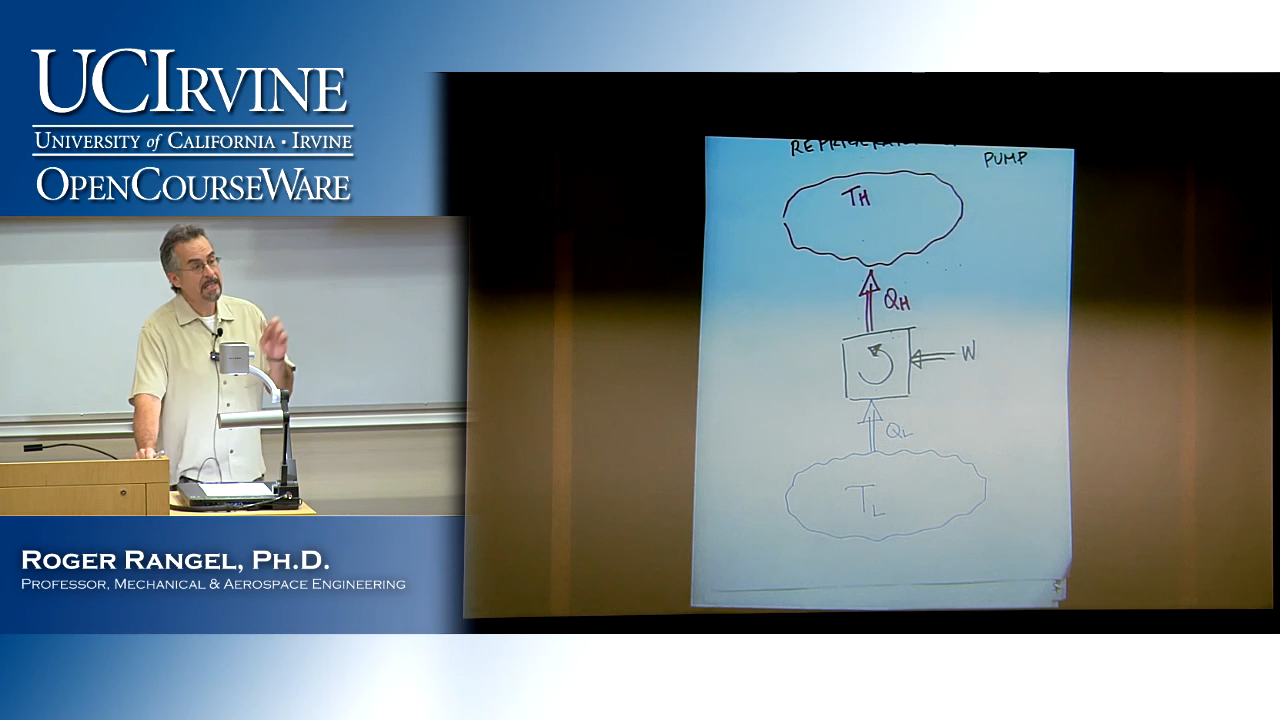 UCIRVINE
UNIVERSITY of CALIFORNIA · IRVINE
OPENCOURSEWARE
PUMP
TH
QH
W
QL
TL
ROGER RANGEL, PH.D.
PROFESSOR, MECHANICAL & AEROSPACE ENGINEERING